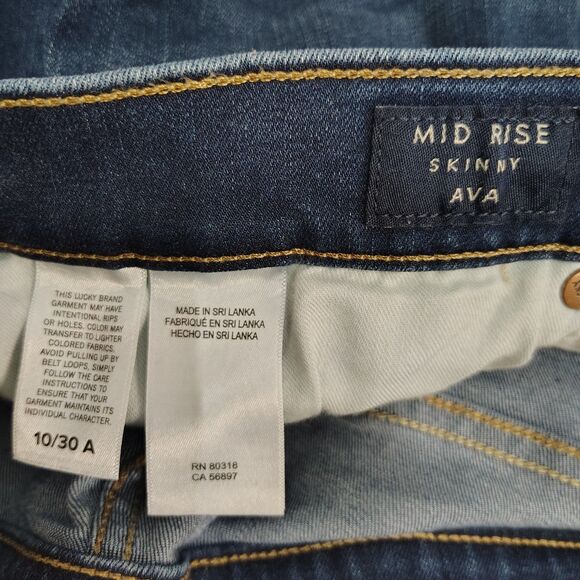 MID RISE
SKINNY
AVA
THIS LUCKY BRAND
GARMENT MAY HAVE
INTENTIONAL RIPS
OR HOLES. COLOR MAY
TRANSFER TO LIGHTER
COLORED FABRICS.
AVOID PULLING UP BY
BELT LOOPS, SIMPLY
FOLLOW THE CARE
INSTRUCTIONS TO
ENSURE THAT YOUR
GARMENT MAINTAINS ITS
INDIVIDUAL CHARACTER.
10/30 A
MADE IN SRI LANKA
FABRIQUÉ EN SRI LANKA
HECHO EN SRI LANKA
RN 80318
CA 56897